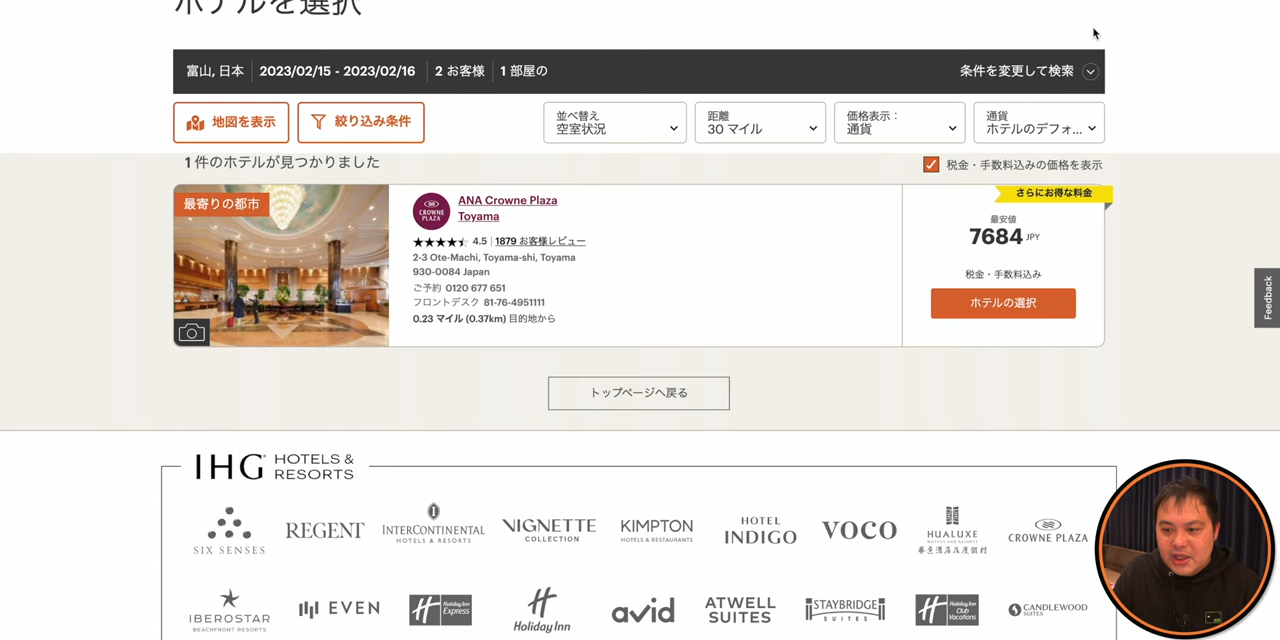 ホテルを選択
富山, 日本 2023/02/15 - 2023/02/16 2 お客様 1 部屋の 条件を変更して検索
地図を表示 絞り込み条件
並べ替え 空室状況
距離 30 マイル
価格表示： 通貨
通貨 ホテルのデフォ...
1 件のホテルが見つかりました
税金・手数料込みの価格を表示
最寄りの都市
CROWNE PLAZA
ANA Crowne Plaza
Toyama
4.5 1879 お客様レビュー
2-3 Ote-Machi, Toyama-shi, Toyama
930-0084 Japan
ご予約 0120 677 651
フロントデスク 81-76-4951111
0.23 マイル (0.37km) 目的地から
さらにお得な料金
最安値
7684 JPY
税金・手数料込み
ホテルの選択
Feedback
トップページへ戻る
IHG HOTELS & RESORTS
SIX SENSES
REGENT
INTERCONTINENTAL HOTELS & RESORTS
VIGNETTE COLLECTION
KIMPTON HOTELS & RESTAURANTS
HOTEL INDIGO
VOCO
HUALUXE
CROWNE PLAZA
IBEROSTAR BEACHFRONT RESORTS
EVEN
Holiday Inn Express
Holiday Inn
avid
ATWELL SUITES
STAYBRIDGE SUITES
Holiday Inn Club Vacations
CANDLEWOOD SUITES